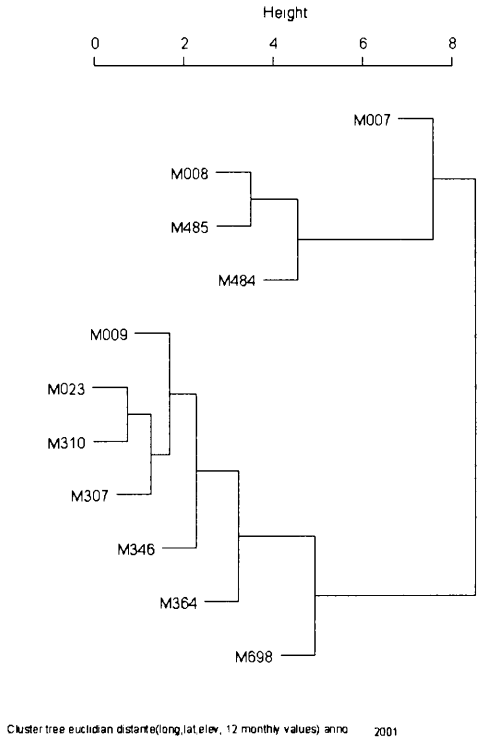 Height
0 2 4 6 8
M007
M008
M485
M484
M009
M023
M310
M307
M346
M364
M698
Cluster tree euclidian distante(long,lat,elev, 12 monthly values) anno 2001